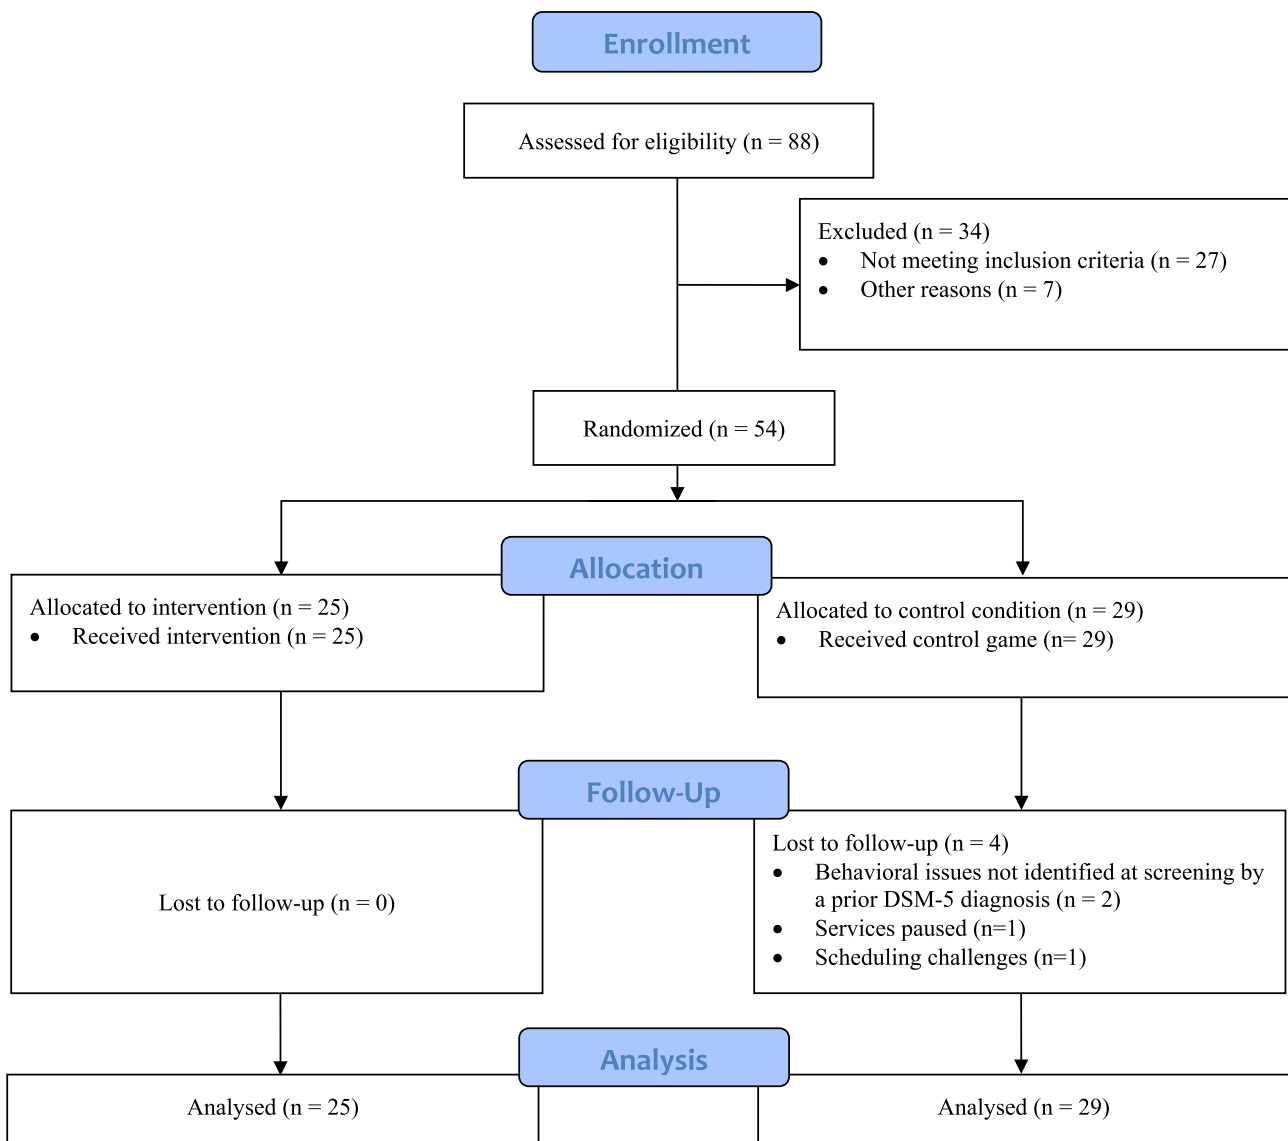 Enrollment
Assessed for eligibility (n = 88)
Excluded (n = 34)
• Not meeting inclusion criteria (n = 27)
• Other reasons (n = 7)
Randomized (n = 54)
Allocation
Allocated to intervention (n = 25)
• Received intervention (n = 25)
Allocated to control condition (n = 29)
• Received control game (n= 29)
Follow-Up
Lost to follow-up (n = 0)
Lost to follow-up (n = 4)
• Behavioral issues not identified at screening by
a prior DSM-5 diagnosis (n = 2)
• Services paused (n=1)
• Scheduling challenges (n=1)
Analysis
Analysed (n = 25)
Analysed (n = 29)